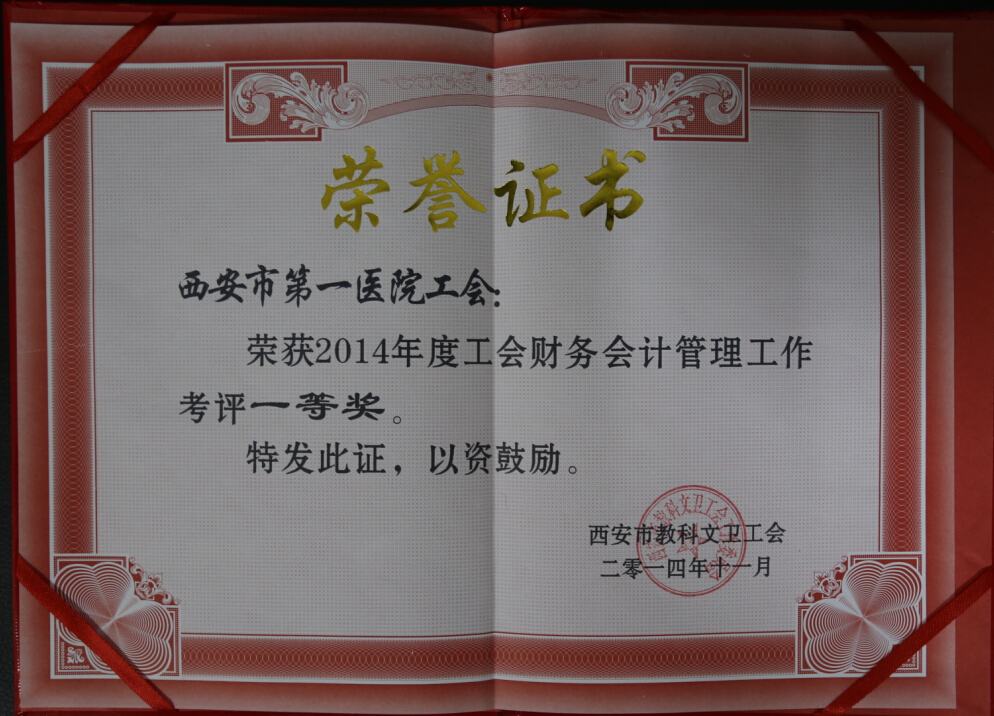 荣誉证书
西安市第一医院工会：
荣获2014年度工会财务会计管理工作
考评一等奖。
特发此证，以资鼓励。
西安市教科文卫工会
二零一四年十一月